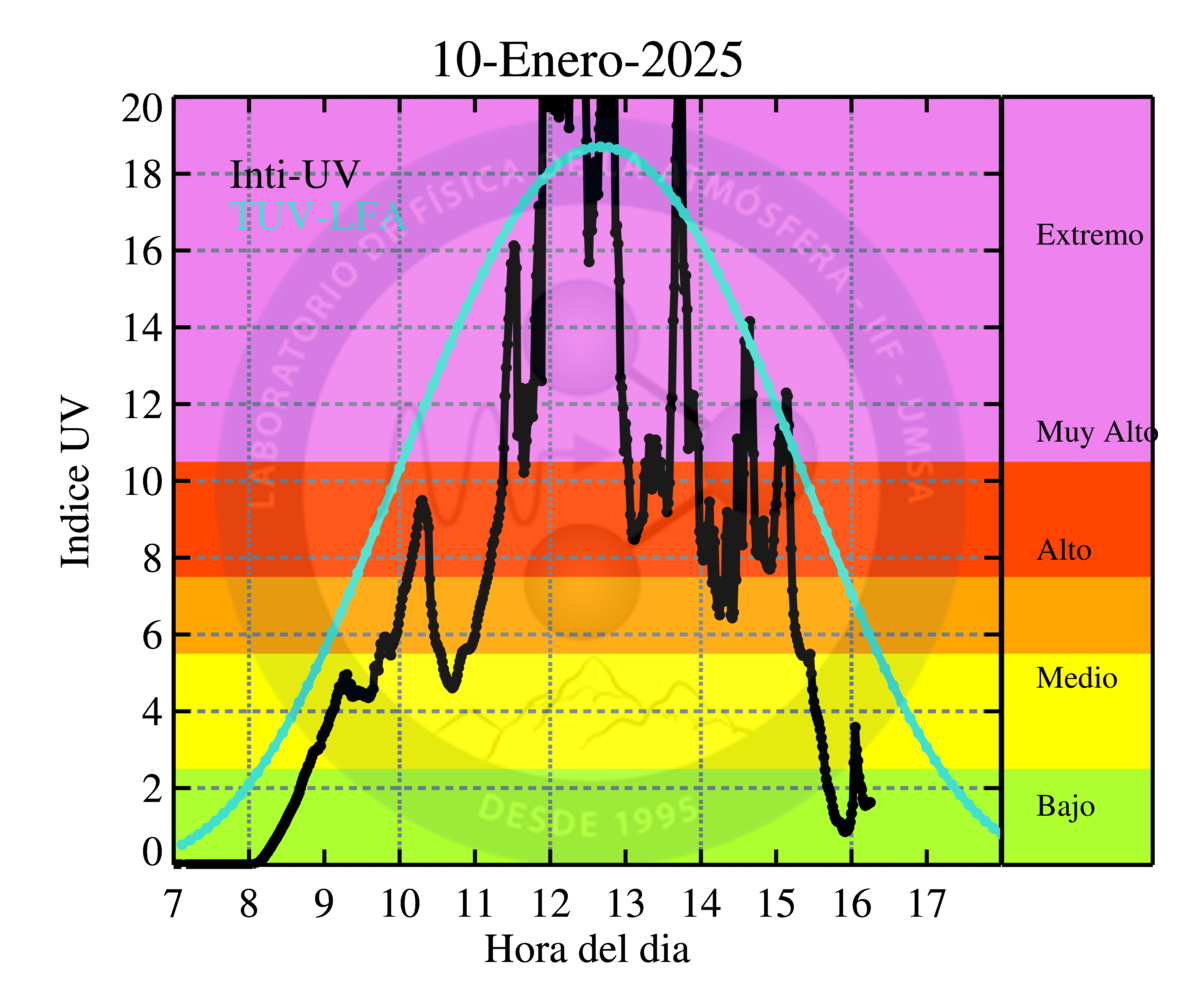 10-Enero-2025
Inti-UV
TUV-LFA
LABORATORIO DE FÍSICA DE LA ATMÓSFERA - IIF - UMSA
DESDE 1995
Indice UV
20
18
16
14
12
10
8
6
4
2
0
Extremo
Muy Alto
Alto
Medio
Bajo
7 8 9 10 11 12 13 14 15 16 17
Hora del dia